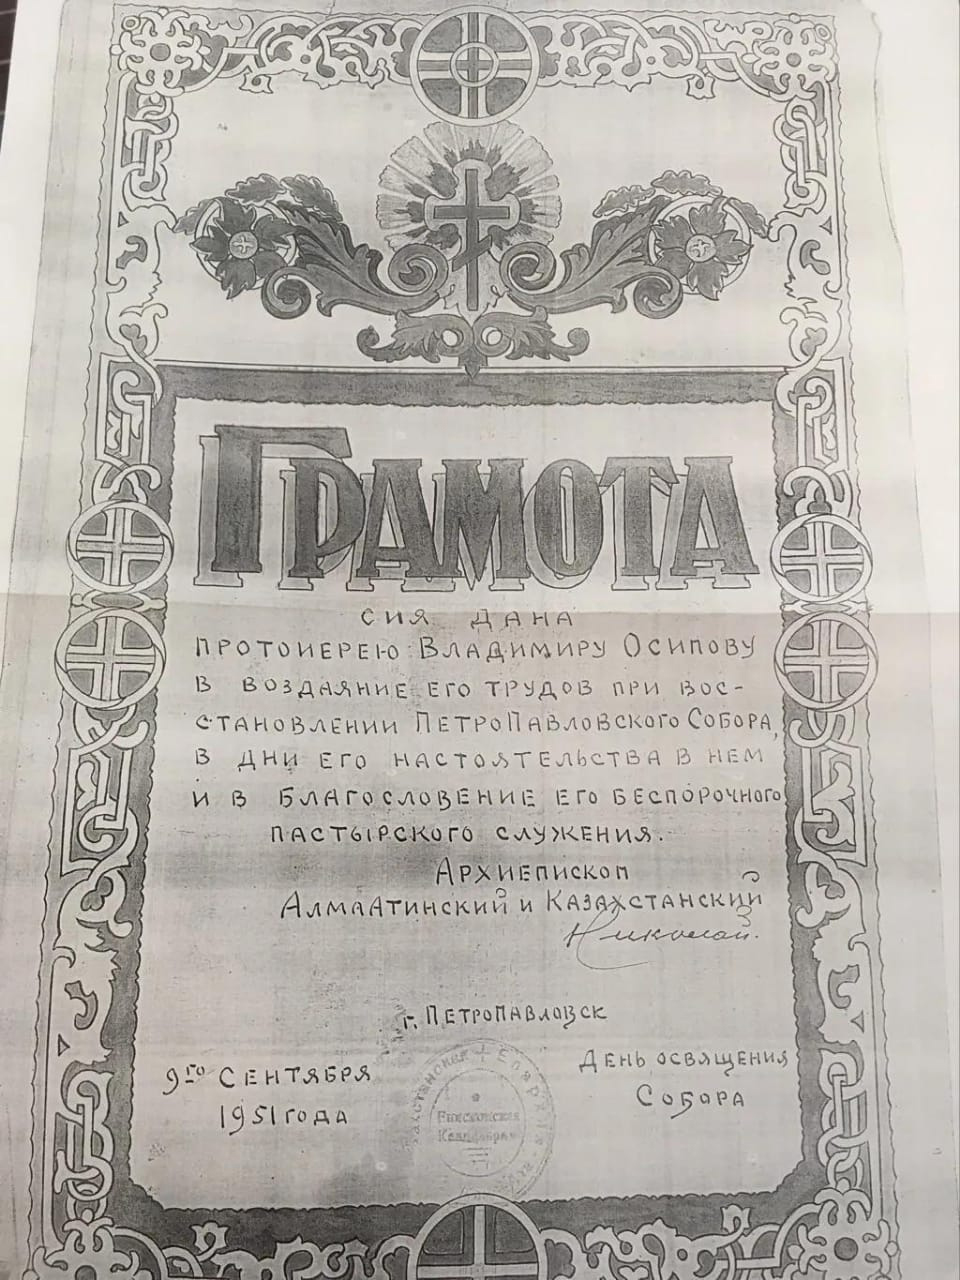 ГРАМОТА
СИЯ ДАНА
ПРОТОИЕРЕЮ ВЛАДИМИРУ ОСИПОВУ
В ВОЗДАЯНИЕ ЕГО ТРУДОВ ПРИ ВОС-
СТАНОВЛЕНИИ ПЕТРОПАВЛОВСКОГО СОБОРА,
В ДНИ ЕГО НАСТОЯТЕЛЬСТВА В НЕМ
И В БЛАГОСЛОВЕНИЕ ЕГО БЕСПОРОЧНОГО
ПАСТЫРСКОГО СЛУЖЕНИЯ.
АРХИЕПИСКОП
АЛМААТИНСКИЙ И КАЗАХСТАНСКИЙ
Николай.
г. ПЕТРОПАВЛОВСК
9го СЕНТЯБРЯ
1951 ГОДА
ДЕНЬ ОСВЯЩЕНИЯ
СОБОРА
Епархия